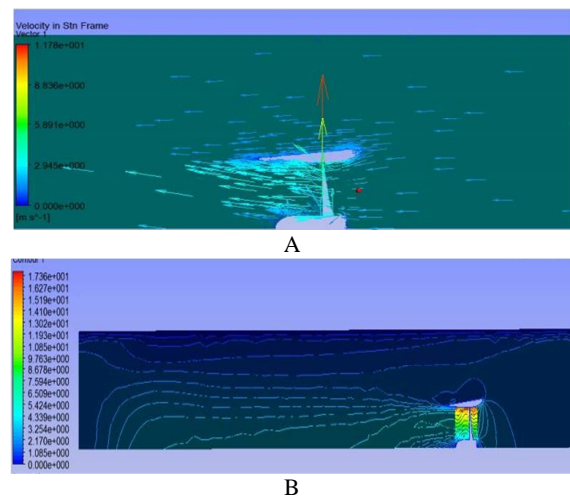 Velocity in Stn Frame
Vector 1
1.178e+001
8.836e+000
5.891e+000
2.945e+000
0.000e+000
[m s^-1]
A
Contour 1
1.736e+001
1.627e+001
1.519e+001
1.410e+001
1.302e+001
1.193e+001
1.085e+001
9.763e+000
8.678e+000
7.594e+000
6.509e+000
5.424e+000
4.339e+000
3.254e+000
2.170e+000
1.085e+000
0.000e+000
B